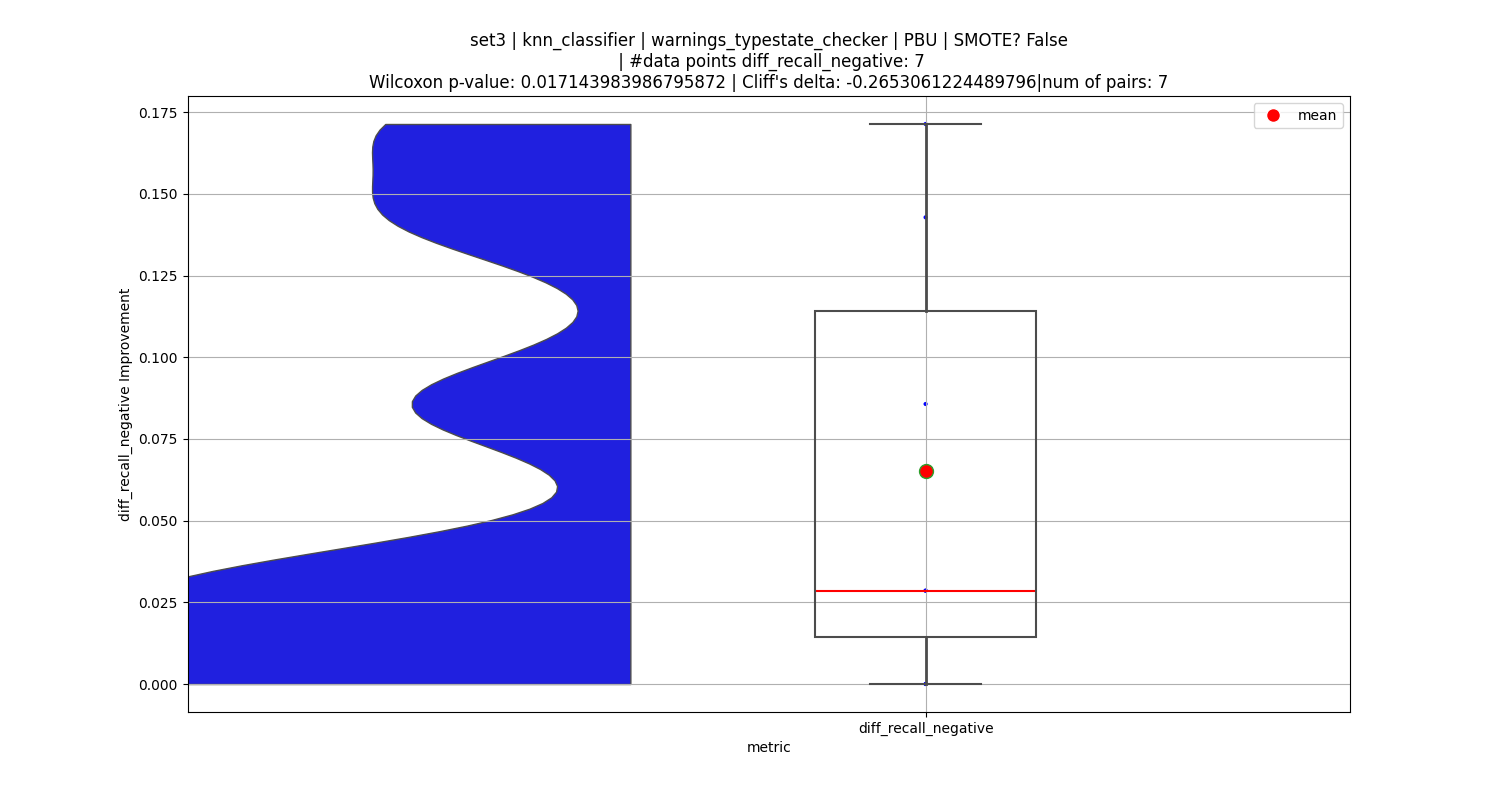 set3 | knn_classifier | warnings_typestate_checker | PBU | SMOTE? False
| #data points diff_recall_negative: 7
Wilcoxon p-value: 0.017143983986795872 | Cliff's delta: -0.2653061224489796|num of pairs: 7
mean
0.175
0.150
0.125
0.100
0.075
0.050
0.025
0.000
diff_recall_negative Improvement
diff_recall_negative
metric